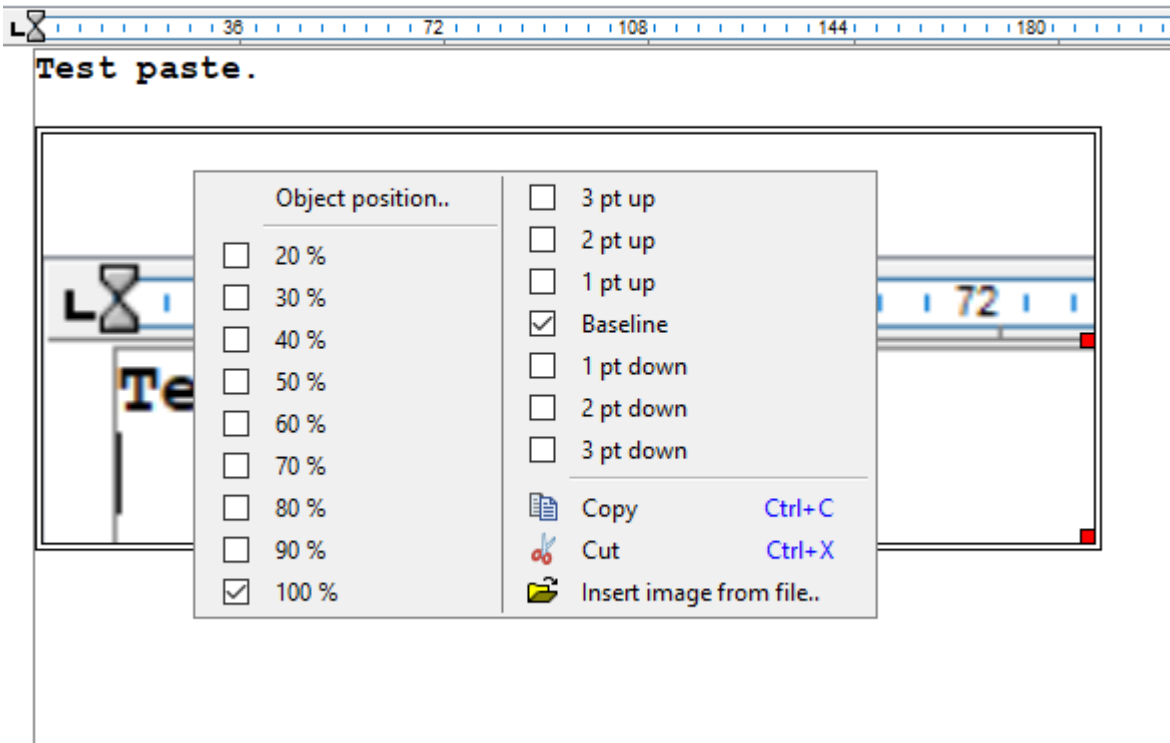 36 72 108 144 180
Test paste.
Object position..
20 %
30 %
40 %
50 %
60 %
70 %
80 %
90 %
100 %
3 pt up
2 pt up
1 pt up
Baseline
1 pt down
2 pt down
3 pt down
Copy Ctrl+C
Cut Ctrl+X
Insert image from file..
72
Te